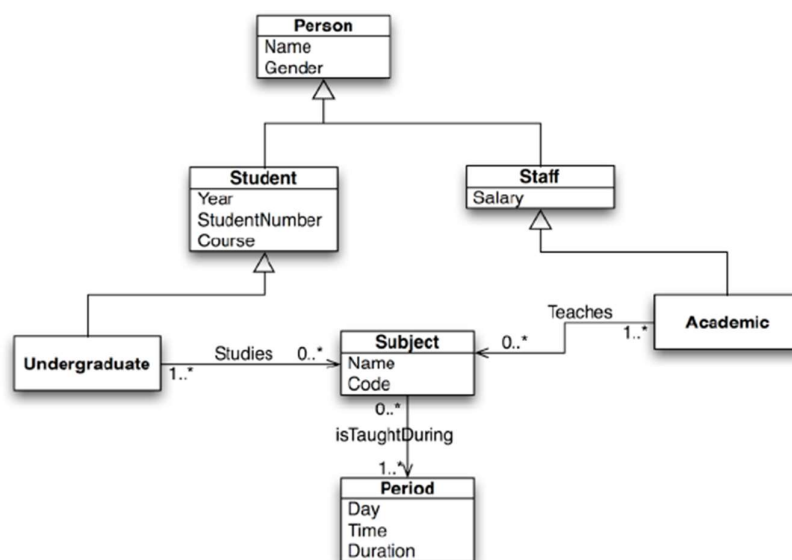 Person
Name
Gender
Student
Year
StudentNumber
Course
Staff
Salary
Undergraduate
Studies
1..*
0..*
Subject
Name
Code
Teaches
0..*
1..*
Academic
0..*
isTaughtDuring
1..*
Period
Day
Time
Duration